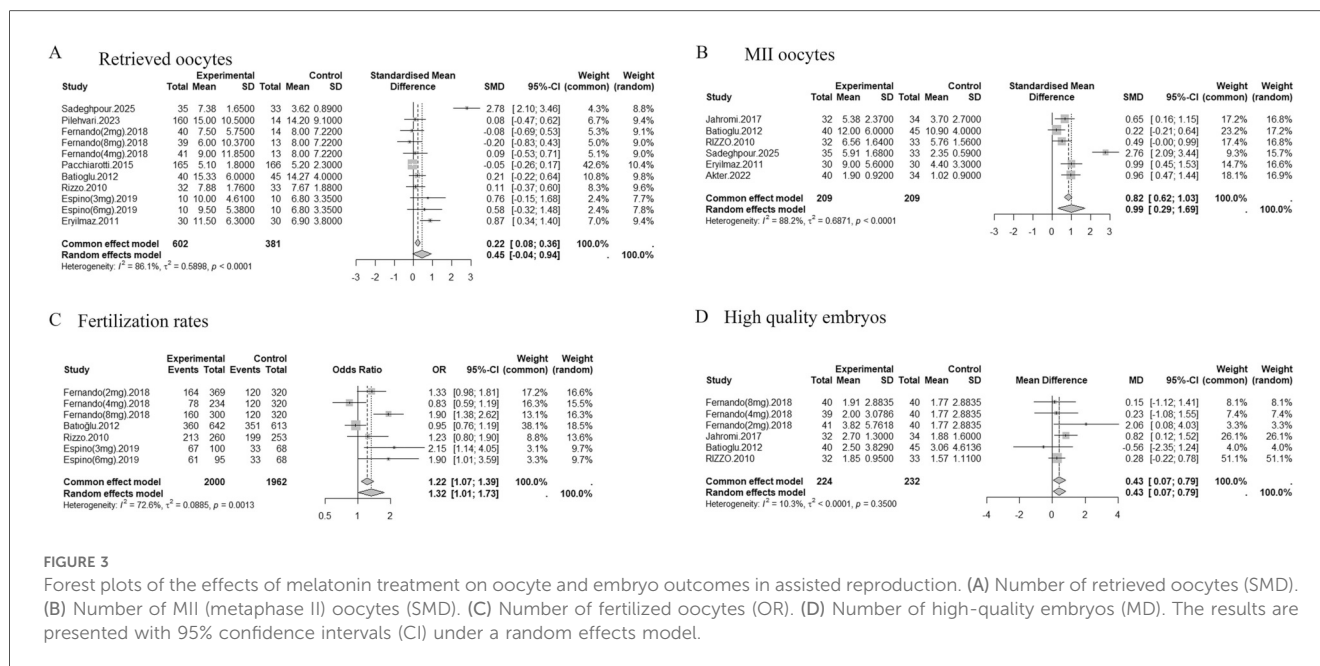 A Retrieved oocytes
Experimental Control Standardised Mean Weight Weight
Study Total Mean SD Total Mean SD Difference SMD 95%-CI (common) (random)
Sadeghpour.2025 35 7.38 1.6500 33 3.62 0.8900 2.78 [ 2.10; 3.46] 4.3% 8.8%
Pilehvari.2023 160 15.00 10.5000 14 14.20 9.1000 0.08 [-0.47; 0.62] 6.7% 9.4%
Fernando(2mg).2018 40 7.50 5.7500 14 8.00 7.2200 -0.08 [-0.69; 0.53] 5.3% 9.1%
Fernando(8mg).2018 39 6.00 10.3700 13 8.00 7.2200 -0.20 [-0.83; 0.43] 5.0% 9.1%
Fernando(4mg).2018 41 9.00 11.8500 13 8.00 7.2200 0.09 [-0.53; 0.71] 5.1% 9.1%
Pacchiarotti.2015 165 5.10 1.8000 166 5.20 2.3000 -0.05 [-0.26; 0.17] 42.6% 10.4%
Batioglu.2012 40 15.33 6.0000 45 14.27 4.0000 0.21 [-0.22; 0.64] 10.8% 9.8%
Rizzo.2010 32 7.88 1.7600 33 7.67 1.8800 0.11 [-0.37; 0.60] 8.3% 9.6%
Espino(3mg).2019 10 10.00 4.6100 10 6.80 3.3500 0.76 [-0.15; 1.68] 2.4% 7.7%
Espino(6mg).2019 10 9.50 5.3800 10 6.80 3.3500 0.58 [-0.32; 1.48] 2.4% 7.8%
Eryilmaz.2011 30 11.50 6.3000 30 6.90 3.8000 0.87 [ 0.34; 1.40] 7.0% 9.4%
Common effect model 602 381 0.22 [ 0.08; 0.36] 100.0% .
Random effects model 0.45 [-0.04; 0.94] . 100.0%
Heterogeneity: I² = 86.1%, τ² = 0.5898, p < 0.0001
-3 -2 -1 0 1 2 3
B MII oocytes
Experimental Control Standardised Mean Weight Weight
Study Total Mean SD Total Mean SD Difference SMD 95%-CI (common) (random)
Jahromi.2017 32 5.38 2.3700 34 3.70 2.7000 0.65 [ 0.16; 1.15] 17.2% 16.8%
Batioglu.2012 40 12.00 6.0000 45 10.90 4.0000 0.22 [-0.21; 0.64] 23.2% 17.2%
RIZZO.2010 32 6.56 1.6400 33 5.76 1.5600 0.49 [-0.00; 0.99] 17.4% 16.8%
Sadeghpour.2025 35 5.91 1.6800 33 2.35 0.5900 2.76 [ 2.09; 3.44] 9.3% 15.7%
Eryilmaz.2011 30 9.00 5.6000 30 4.40 3.3000 0.99 [ 0.45; 1.53] 14.7% 16.6%
Akter.2022 40 1.90 0.9200 34 1.02 0.9000 0.96 [ 0.47; 1.44] 18.1% 16.9%
Common effect model 209 209 0.82 [ 0.62; 1.03] 100.0% .
Random effects model 0.99 [ 0.29; 1.69] . 100.0%
Heterogeneity: I² = 88.2%, τ² = 0.6871, p < 0.0001
-3 -2 -1 0 1 2 3
C Fertilization rates
Experimental Control Weight Weight
Study Events Total Events Total Odds Ratio OR 95%-CI (common) (random)
Fernando(2mg).2018 164 369 120 320 1.33 [0.98; 1.81] 17.2% 16.6%
Fernando(4mg).2018 78 234 120 320 0.83 [0.59; 1.19] 16.3% 15.5%
Fernando(8mg).2018 160 300 120 320 1.90 [1.38; 2.62] 13.1% 16.3%
Batıoğlu.2012 360 642 351 613 0.95 [0.76; 1.19] 38.1% 18.5%
Rizzo.2010 213 260 199 253 1.23 [0.80; 1.90] 8.8% 13.6%
Espino(3mg).2019 67 100 33 68 2.15 [1.14; 4.05] 3.1% 9.7%
Espino(6mg).2019 61 95 33 68 1.90 [1.01; 3.59] 3.3% 9.7%
Common effect model 2000 1962 1.22 [1.07; 1.39] 100.0% .
Random effects model 1.32 [1.01; 1.73] . 100.0%
Heterogeneity: I² = 72.6%, τ² = 0.0885, p = 0.0013
0.5 1 2
D High quality embryos
Experimental Control Weight Weight
Study Total Mean SD Total Mean SD Mean Difference MD 95%-CI (common) (random)
Fernando(8mg).2018 40 1.91 2.8835 40 1.77 2.8835 0.15 [-1.12; 1.41] 8.1% 8.1%
Fernando(4mg).2018 39 2.00 3.0786 40 1.77 2.8835 0.23 [-1.08; 1.55] 7.4% 7.4%
Fernando(2mg).2018 41 3.82 5.7618 40 1.77 2.8835 2.06 [ 0.08; 4.03] 3.3% 3.3%
Jahromi.2017 32 2.70 1.3000 34 1.88 1.6000 0.82 [ 0.12; 1.52] 26.1% 26.1%
Batioglu.2012 40 2.50 3.8290 45 3.06 4.6136 -0.56 [-2.35; 1.24] 4.0% 4.0%
RIZZO.2010 32 1.85 0.9500 33 1.57 1.1100 0.28 [-0.22; 0.78] 51.1% 51.1%
Common effect model 224 232 0.43 [ 0.07; 0.79] 100.0% .
Random effects model 0.43 [ 0.07; 0.79] . 100.0%
Heterogeneity: I² = 10.3%, τ² < 0.0001, p = 0.3500
-4 -2 0 2 4
FIGURE 3
Forest plots of the effects of melatonin treatment on oocyte and embryo outcomes in assisted reproduction. (A) Number of retrieved oocytes (SMD).
(B) Number of MII (metaphase II) oocytes (SMD). (C) Number of fertilized oocytes (OR). (D) Number of high-quality embryos (MD). The results are
presented with 95% confidence intervals (CI) under a random effects model.